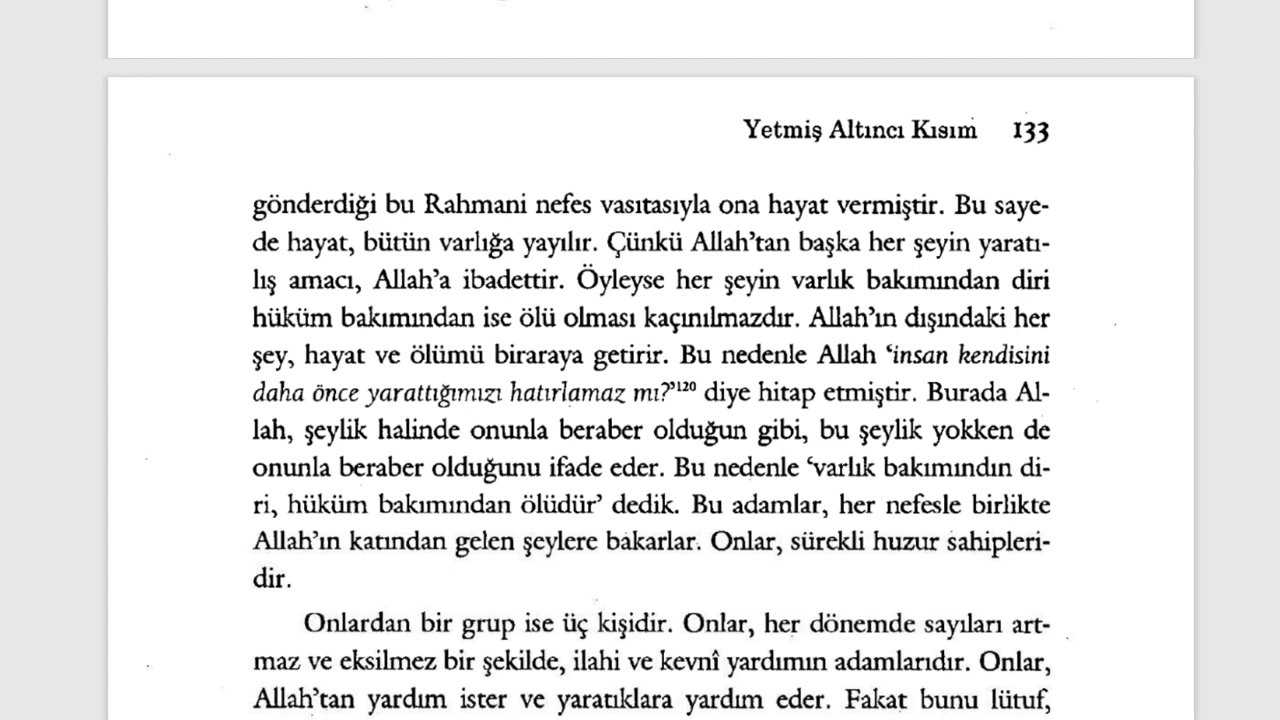 Yetmiş Altıncı Kısım 133
gönderdiği bu Rahmani nefes vasıtasıyla ona hayat vermiştir. Bu saye-
de hayat, bütün varlığa yayılır. Çünkü Allah’tan başka her şeyin yaratı-
lış amacı, Allah’a ibadettir. Öyleyse her şeyin varlık bakımından diri
hüküm bakımından ise ölü olması kaçınılmazdır. Allah’ın dışındaki her
şey, hayat ve ölümü biraraya getirir. Bu nedenle Allah ‘insan kendisini
daha önce yarattığımızı hatırlamaz mı?’120 diye hitap etmiştir. Burada Al-
lah, şeylik halinde onunla beraber olduğun gibi, bu şeylik yokken de
onunla beraber olduğunu ifade eder. Bu nedenle ‘varlık bakımındın di-
ri, hüküm bakımından ölüdür’ dedik. Bu adamlar, her nefesle birlikte
Allah’ın katından gelen şeylere bakarlar. Onlar, sürekli huzur sahipleri-
dir.
Onlardan bir grup ise üç kişidir. Onlar, her dönemde sayıları art-
maz ve eksilmez bir şekilde, ilahi ve kevnî yardımın adamlarıdır. Onlar,
Allah’tan yardım ister ve yaratıklara yardım eder. Fakat bunu lütuf,